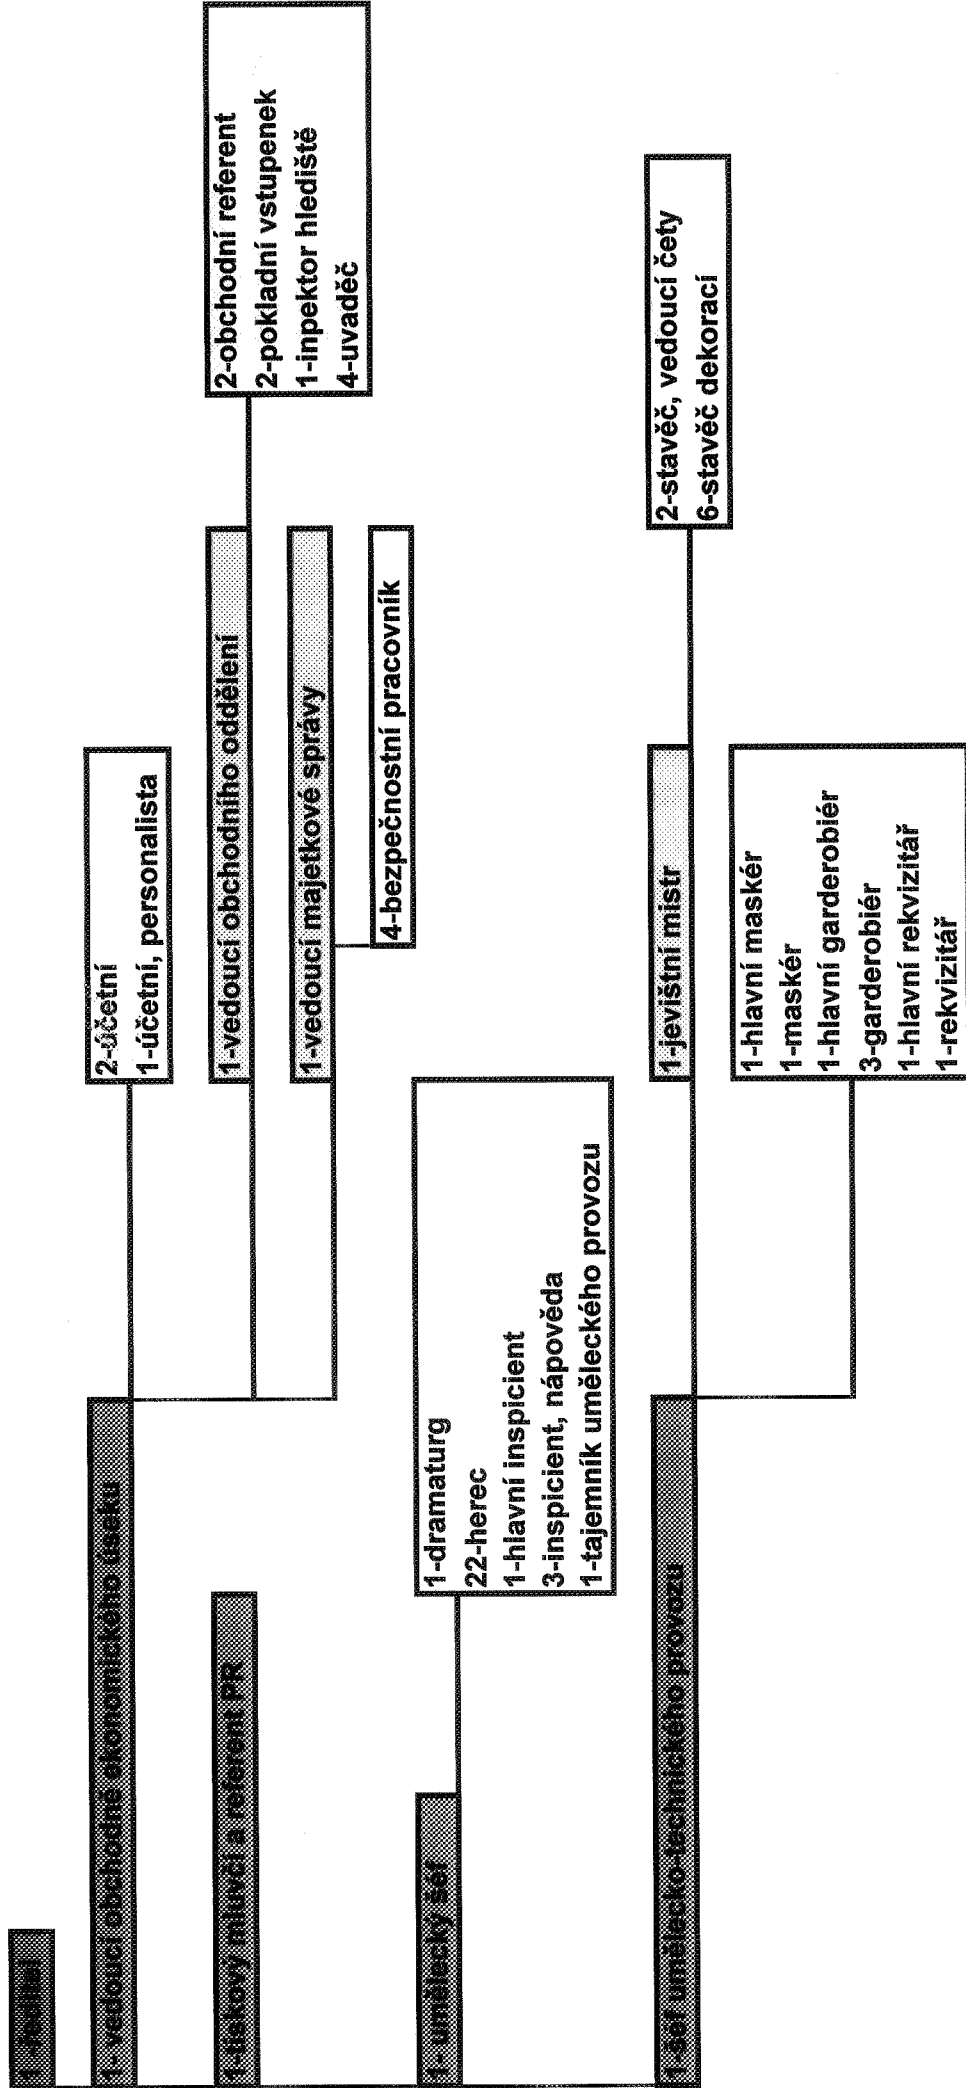 1- ředitel
1- vedoucí obchodně ekonomického úseku
2-účetní
1-účetní, personalista
1-vedoucí obchodního oddělení
2-obchodní referent
2-pokladní vstupenek
1-inpektor hlediště
4-uvaděč
1-vedoucí majetkové správy
4-bezpečnostní pracovník
1-tiskový mluvčí a referent PR
1- umělecký šéf
1-dramaturg
22-herec
1-hlavní inspicient
3-inspicient, nápověda
1-tajemník uměleckého provozu
1-šéf umělecko-technického provozu
1-jevištní mistr
2-stavěč, vedoucí čety
6-stavěč dekorací
1-hlavní maskér
1-maskér
1-hlavní garderobiér
3-garderobiér
1-hlavní rekvizitář
1-rekvizitář